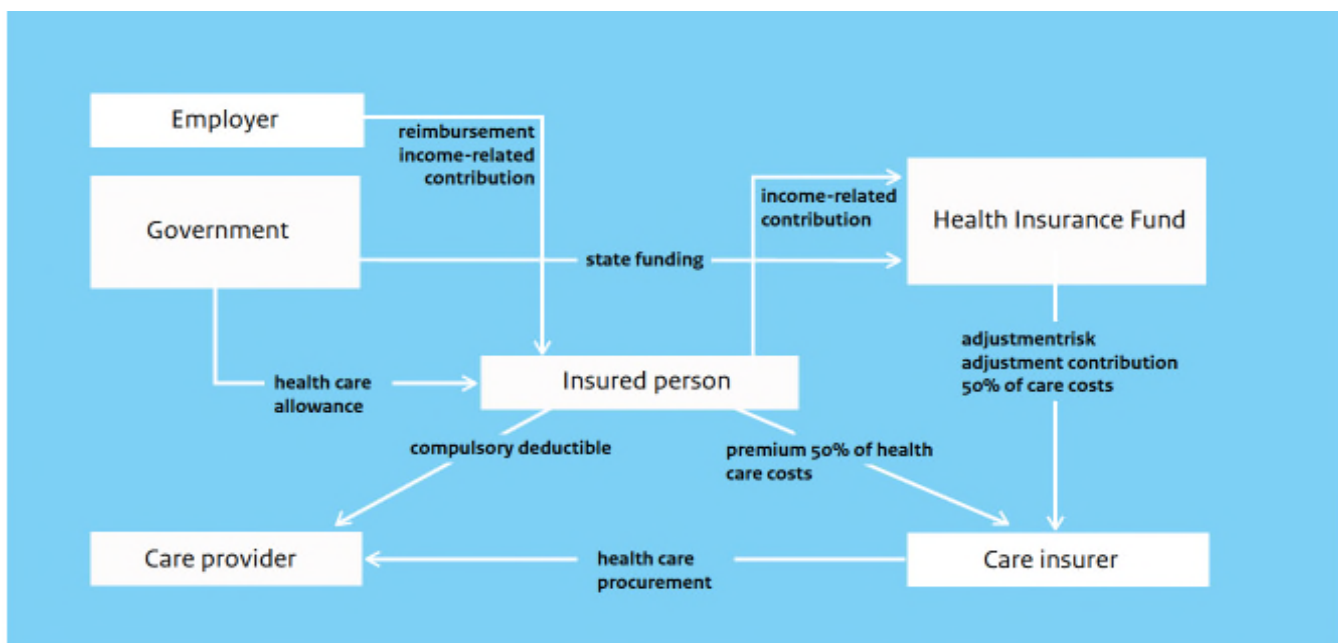 Employer
reimbursement
income-related
contribution
Government
income-related
contribution
Health Insurance Fund
state funding
adjustmentrisk
adjustment contribution
50% of care costs
health care
allowance
Insured person
compulsory deductible
premium 50% of health
care costs
Care provider
health care
procurement
Care insurer